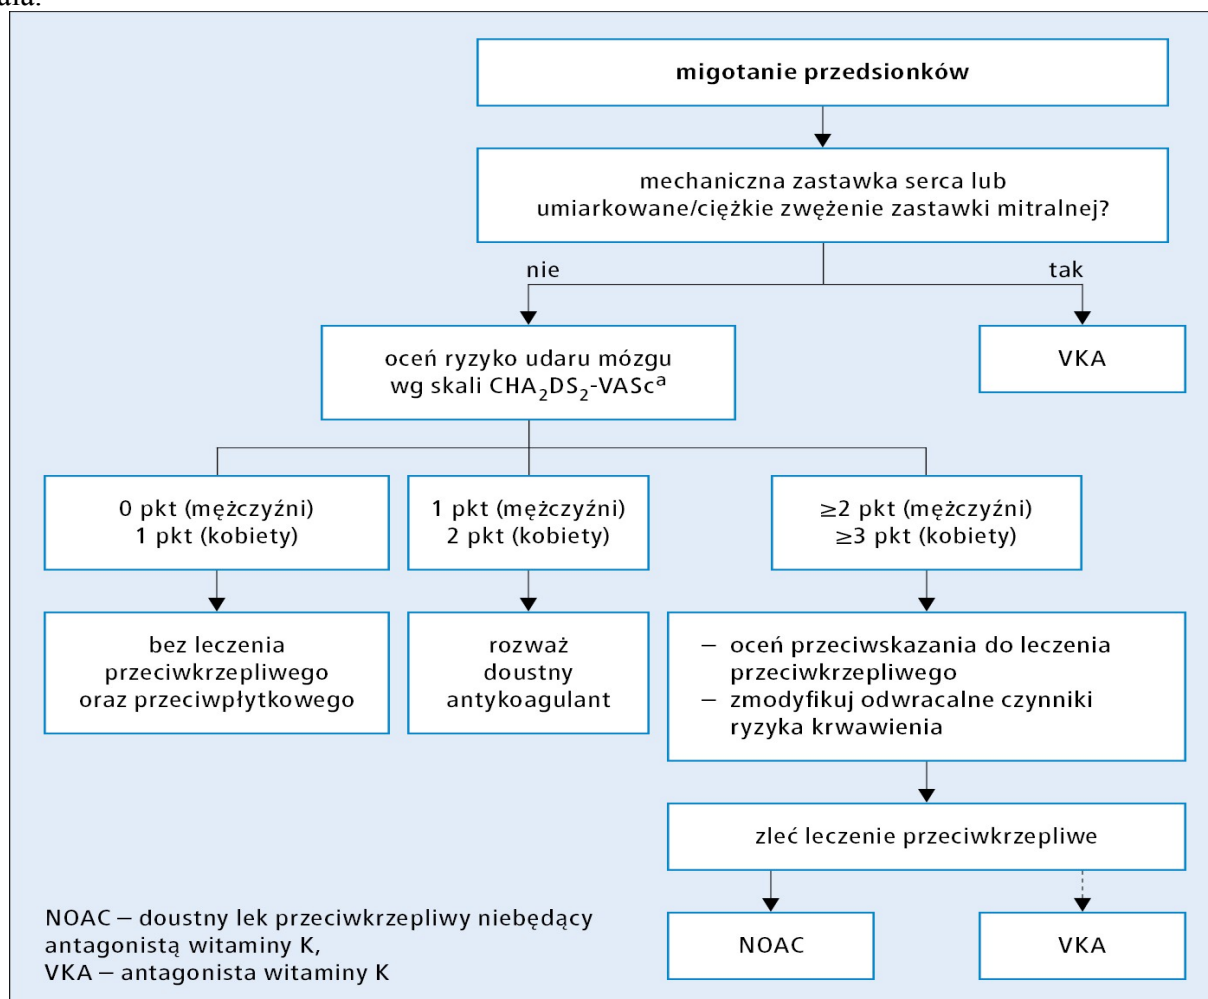 migotanie przedsionków
mechaniczna zastawka serca lub
umiarkowane/ciężkie zwężenie zastawki mitralnej?
nie
tak
oceń ryzyko udaru mózgu
wg skali CHA₂DS₂-VAScᵃ
VKA
0 pkt (mężczyźni)
1 pkt (kobiety)
1 pkt (mężczyźni)
2 pkt (kobiety)
≥2 pkt (mężczyźni)
≥3 pkt (kobiety)
bez leczenia
przeciwkrzepliwego
oraz przeciwpłytkowego
rozważ
doustny
antykoagulant
– oceń przeciwskazania do leczenia
przeciwkrzepliwego
– zmodyfikuj odwracalne czynniki
ryzyka krwawienia
zleć leczenie przeciwkrzepliwe
NOAC
VKA
NOAC – doustny lek przeciwkrzepliwy niebędący
antagonistą witaminy K,
VKA – antagonista witaminy K